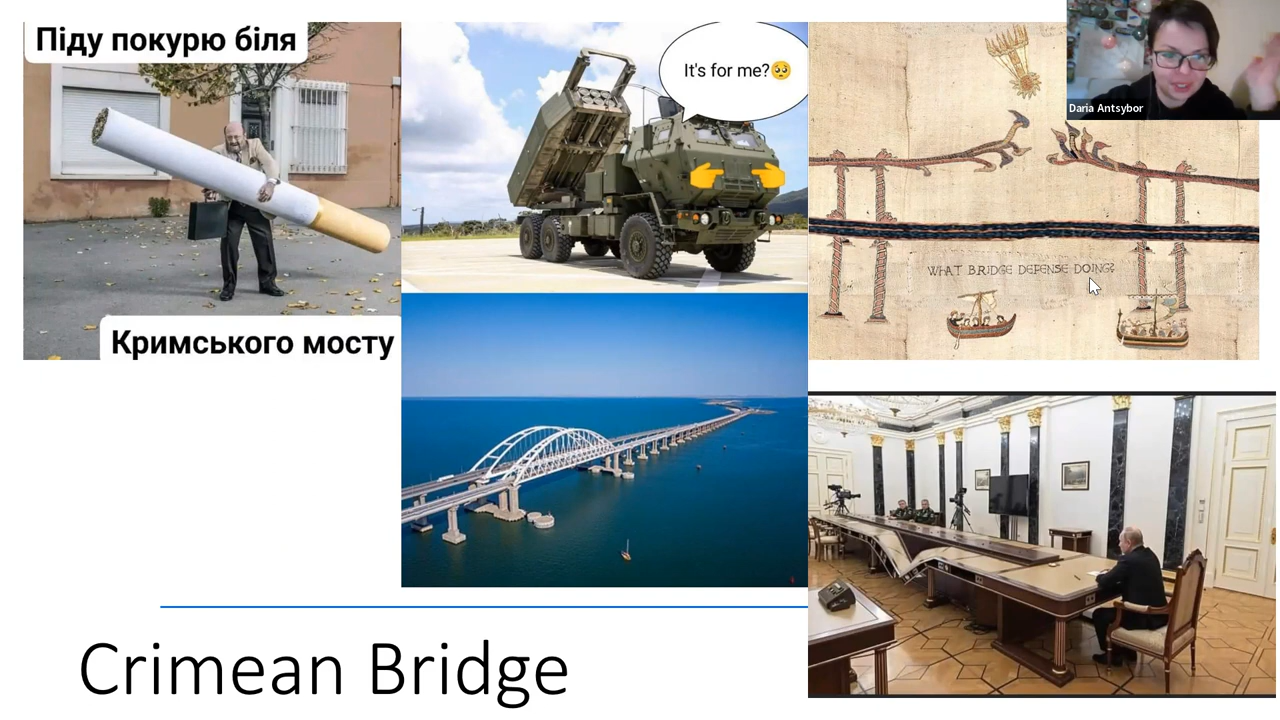 Піду покурю біля
Кримського мосту
It's for me?🥺
WHAT BRIDGE DEFENSE DOING?
Daria Antsybor
Crimean Bridge